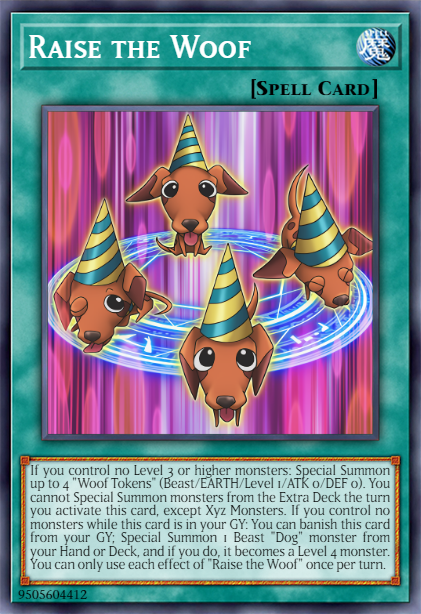 Raise the Woof
魔
[Spell Card]
If you control no Level 3 or higher monsters: Special Summon
up to 4 "Woof Tokens" (Beast/EARTH/Level 1/ATK 0/DEF 0). You
cannot Special Summon monsters from the Extra Deck the turn
you activate this card, except Xyz Monsters. If you control no
monsters while this card is in your GY: You can banish this card
from your GY; Special Summon 1 Beast "Dog" monster from
your Hand or Deck, and if you do, it becomes a Level 4 monster.
You can only use each effect of "Raise the Woof" once per turn.
9505604412